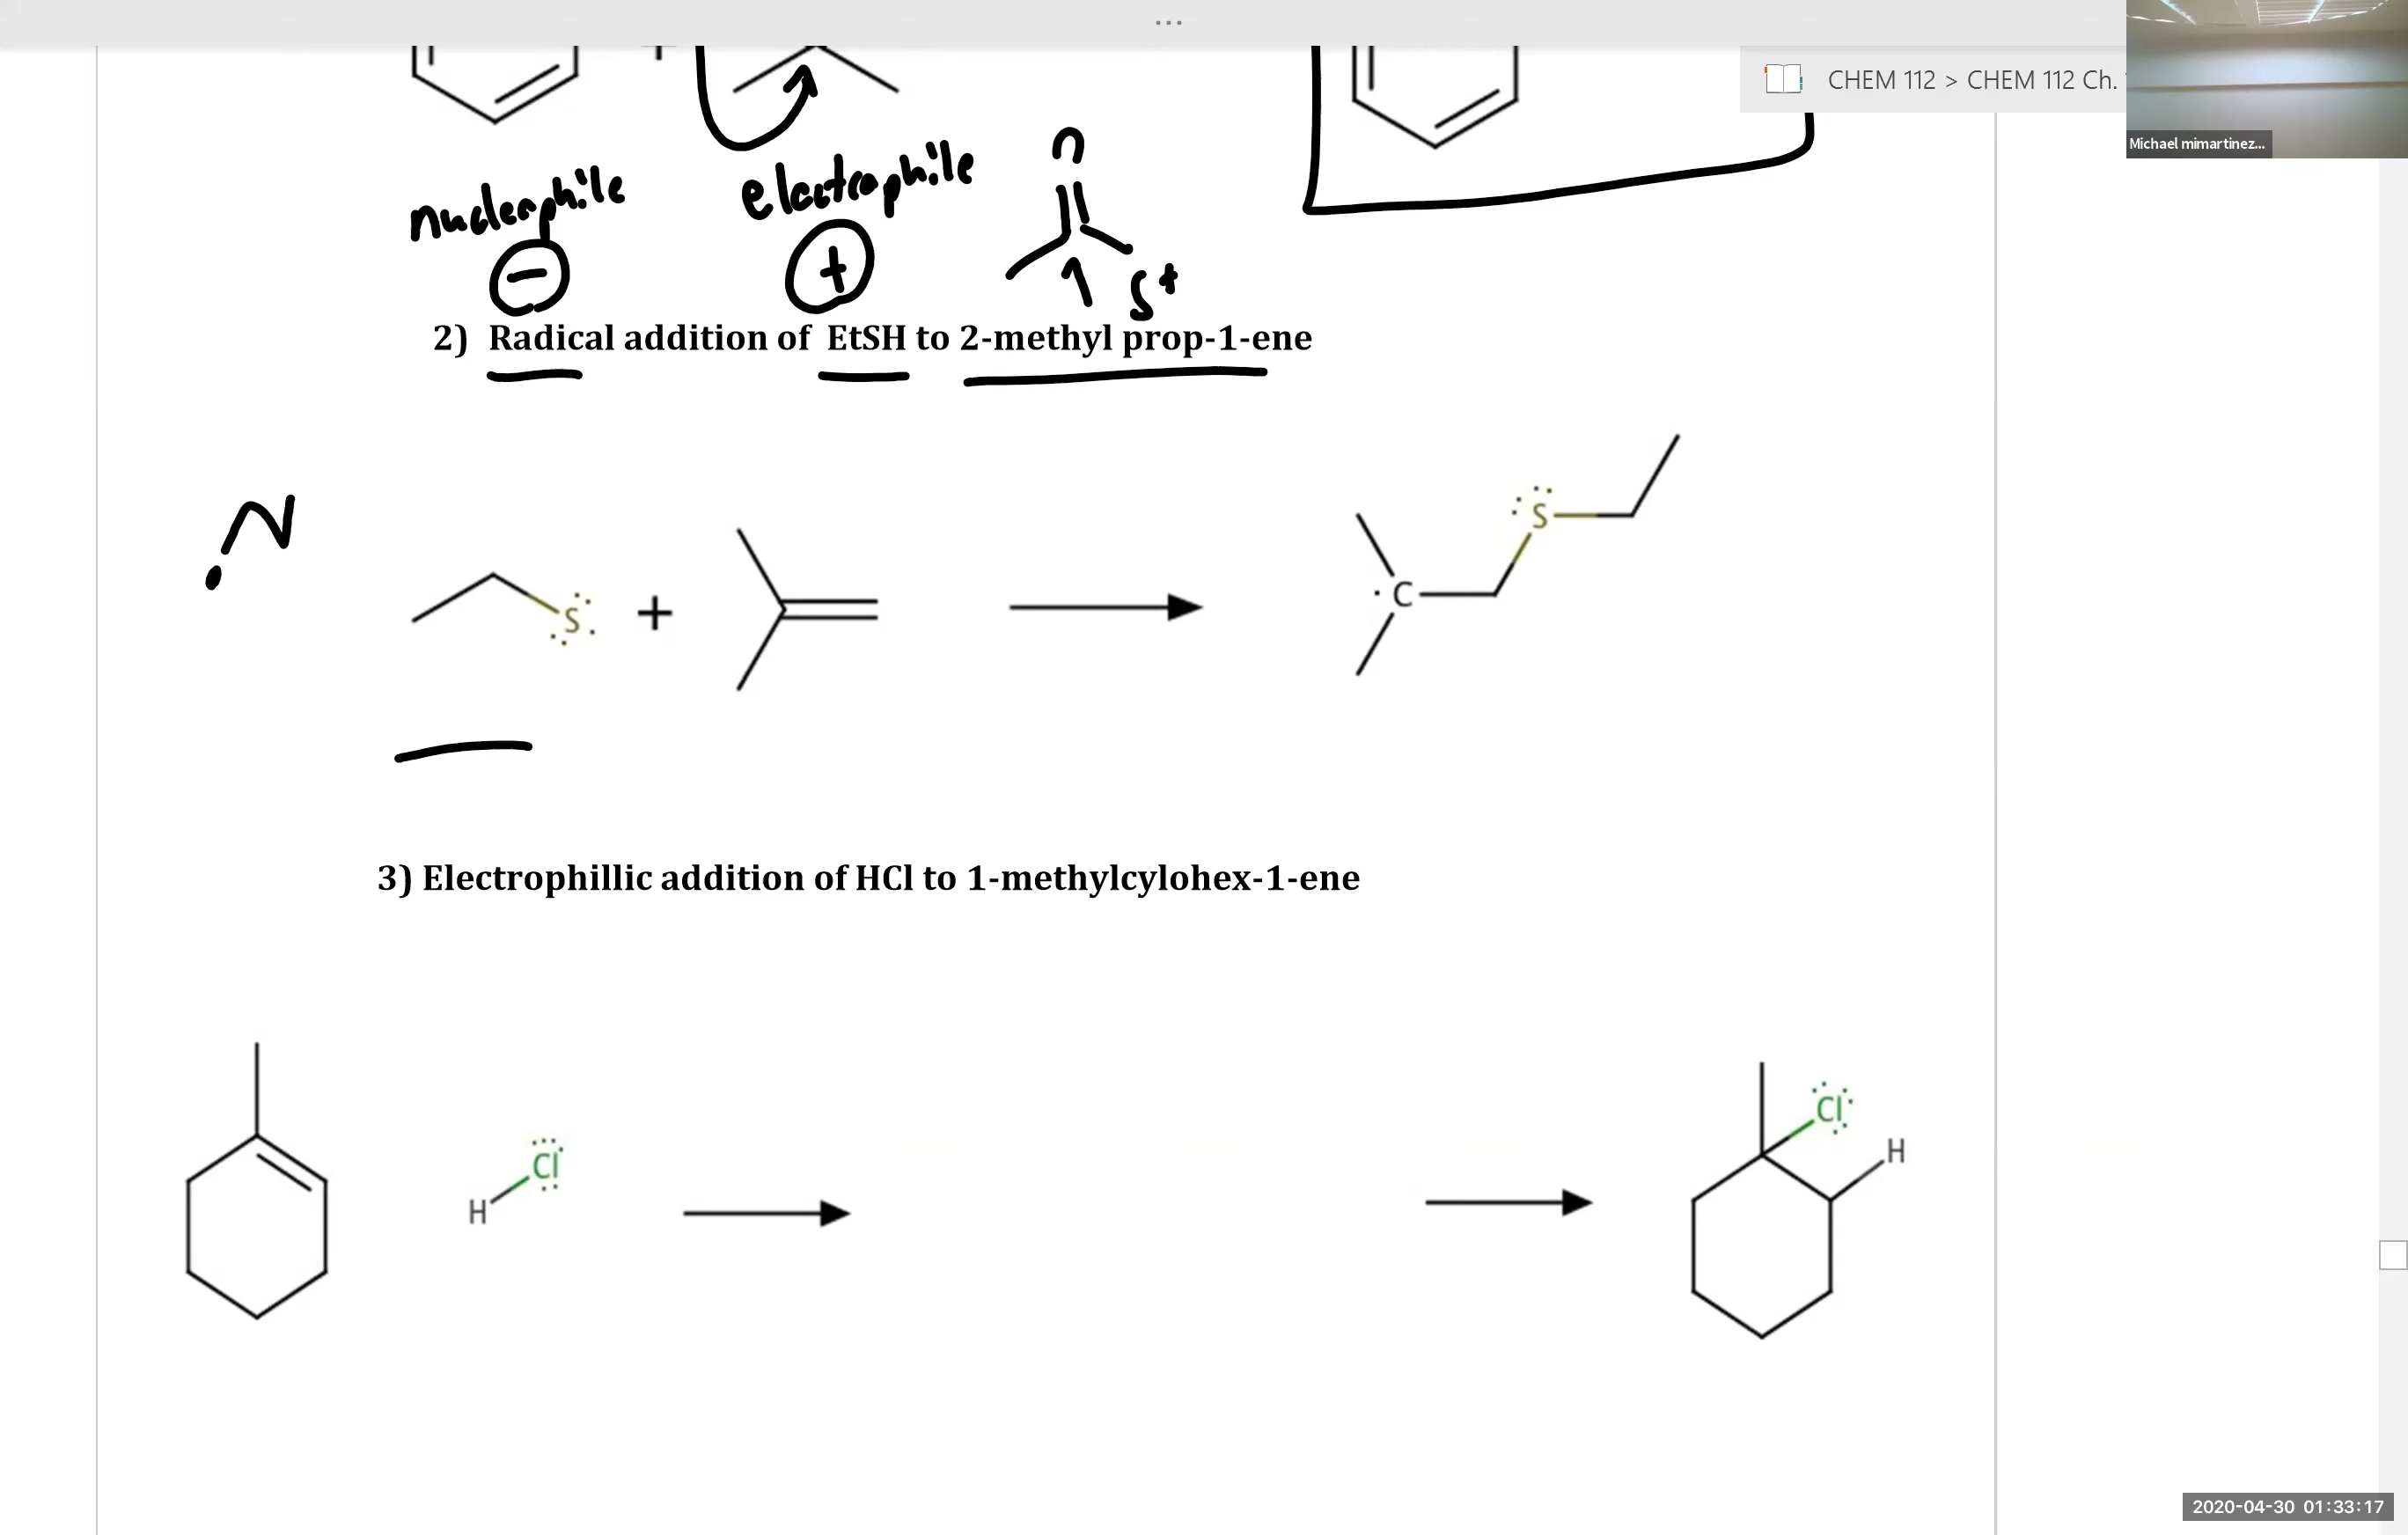 ...
+
CHEM 112 > CHEM 112 Ch.
Michael mimartinez...
nucleophile
electrophile
−
+
δ+
2) Radical addition of EtSH to 2-methyl prop-1-ene
S + S
C
3) Electrophillic addition of HCl to 1-methylcylohex-1-ene
Cl Cl
H H
2020-04-30 01:33:17